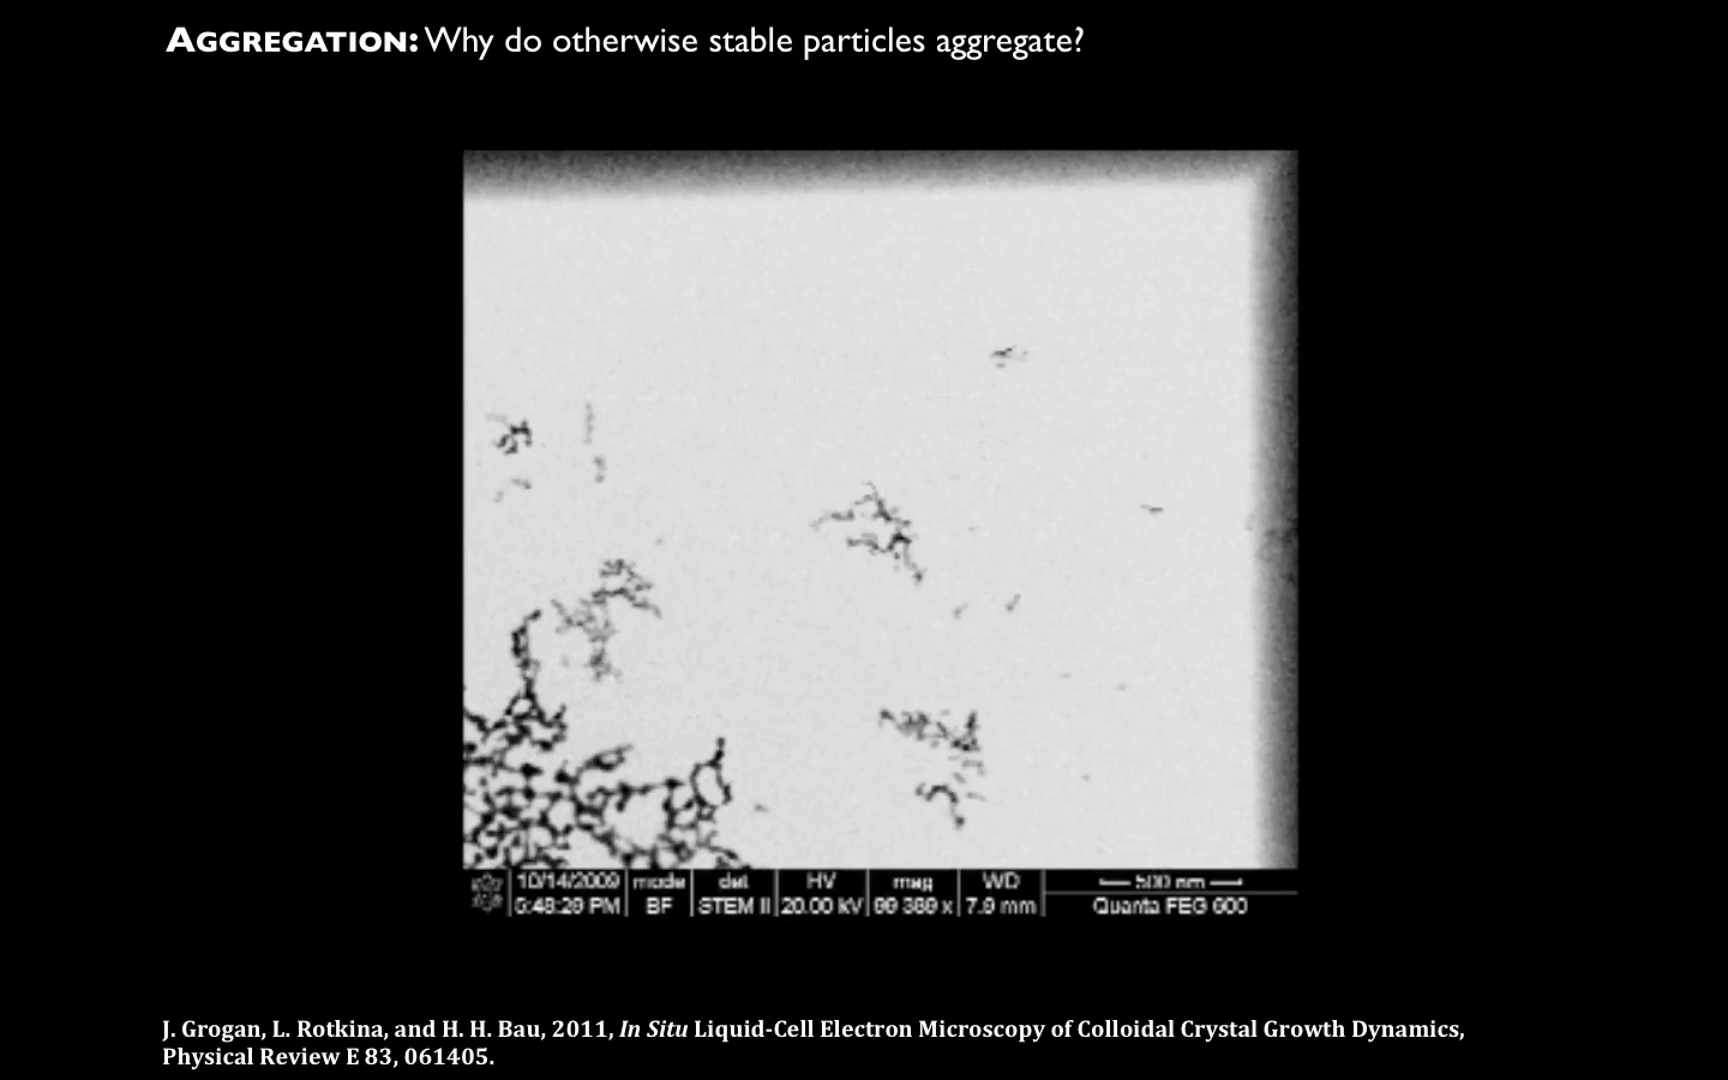 AGGREGATION: Why do otherwise stable particles aggregate?
10/14/2009 mode det HV mag WD 500 nm
BF STEM II 20.00 kV 7.9 mm Quanta FEG 600
J. Grogan, L. Rotkina, and H. H. Bau, 2011, In Situ Liquid-Cell Electron Microscopy of Colloidal Crystal Growth Dynamics,
Physical Review E 83, 061405.